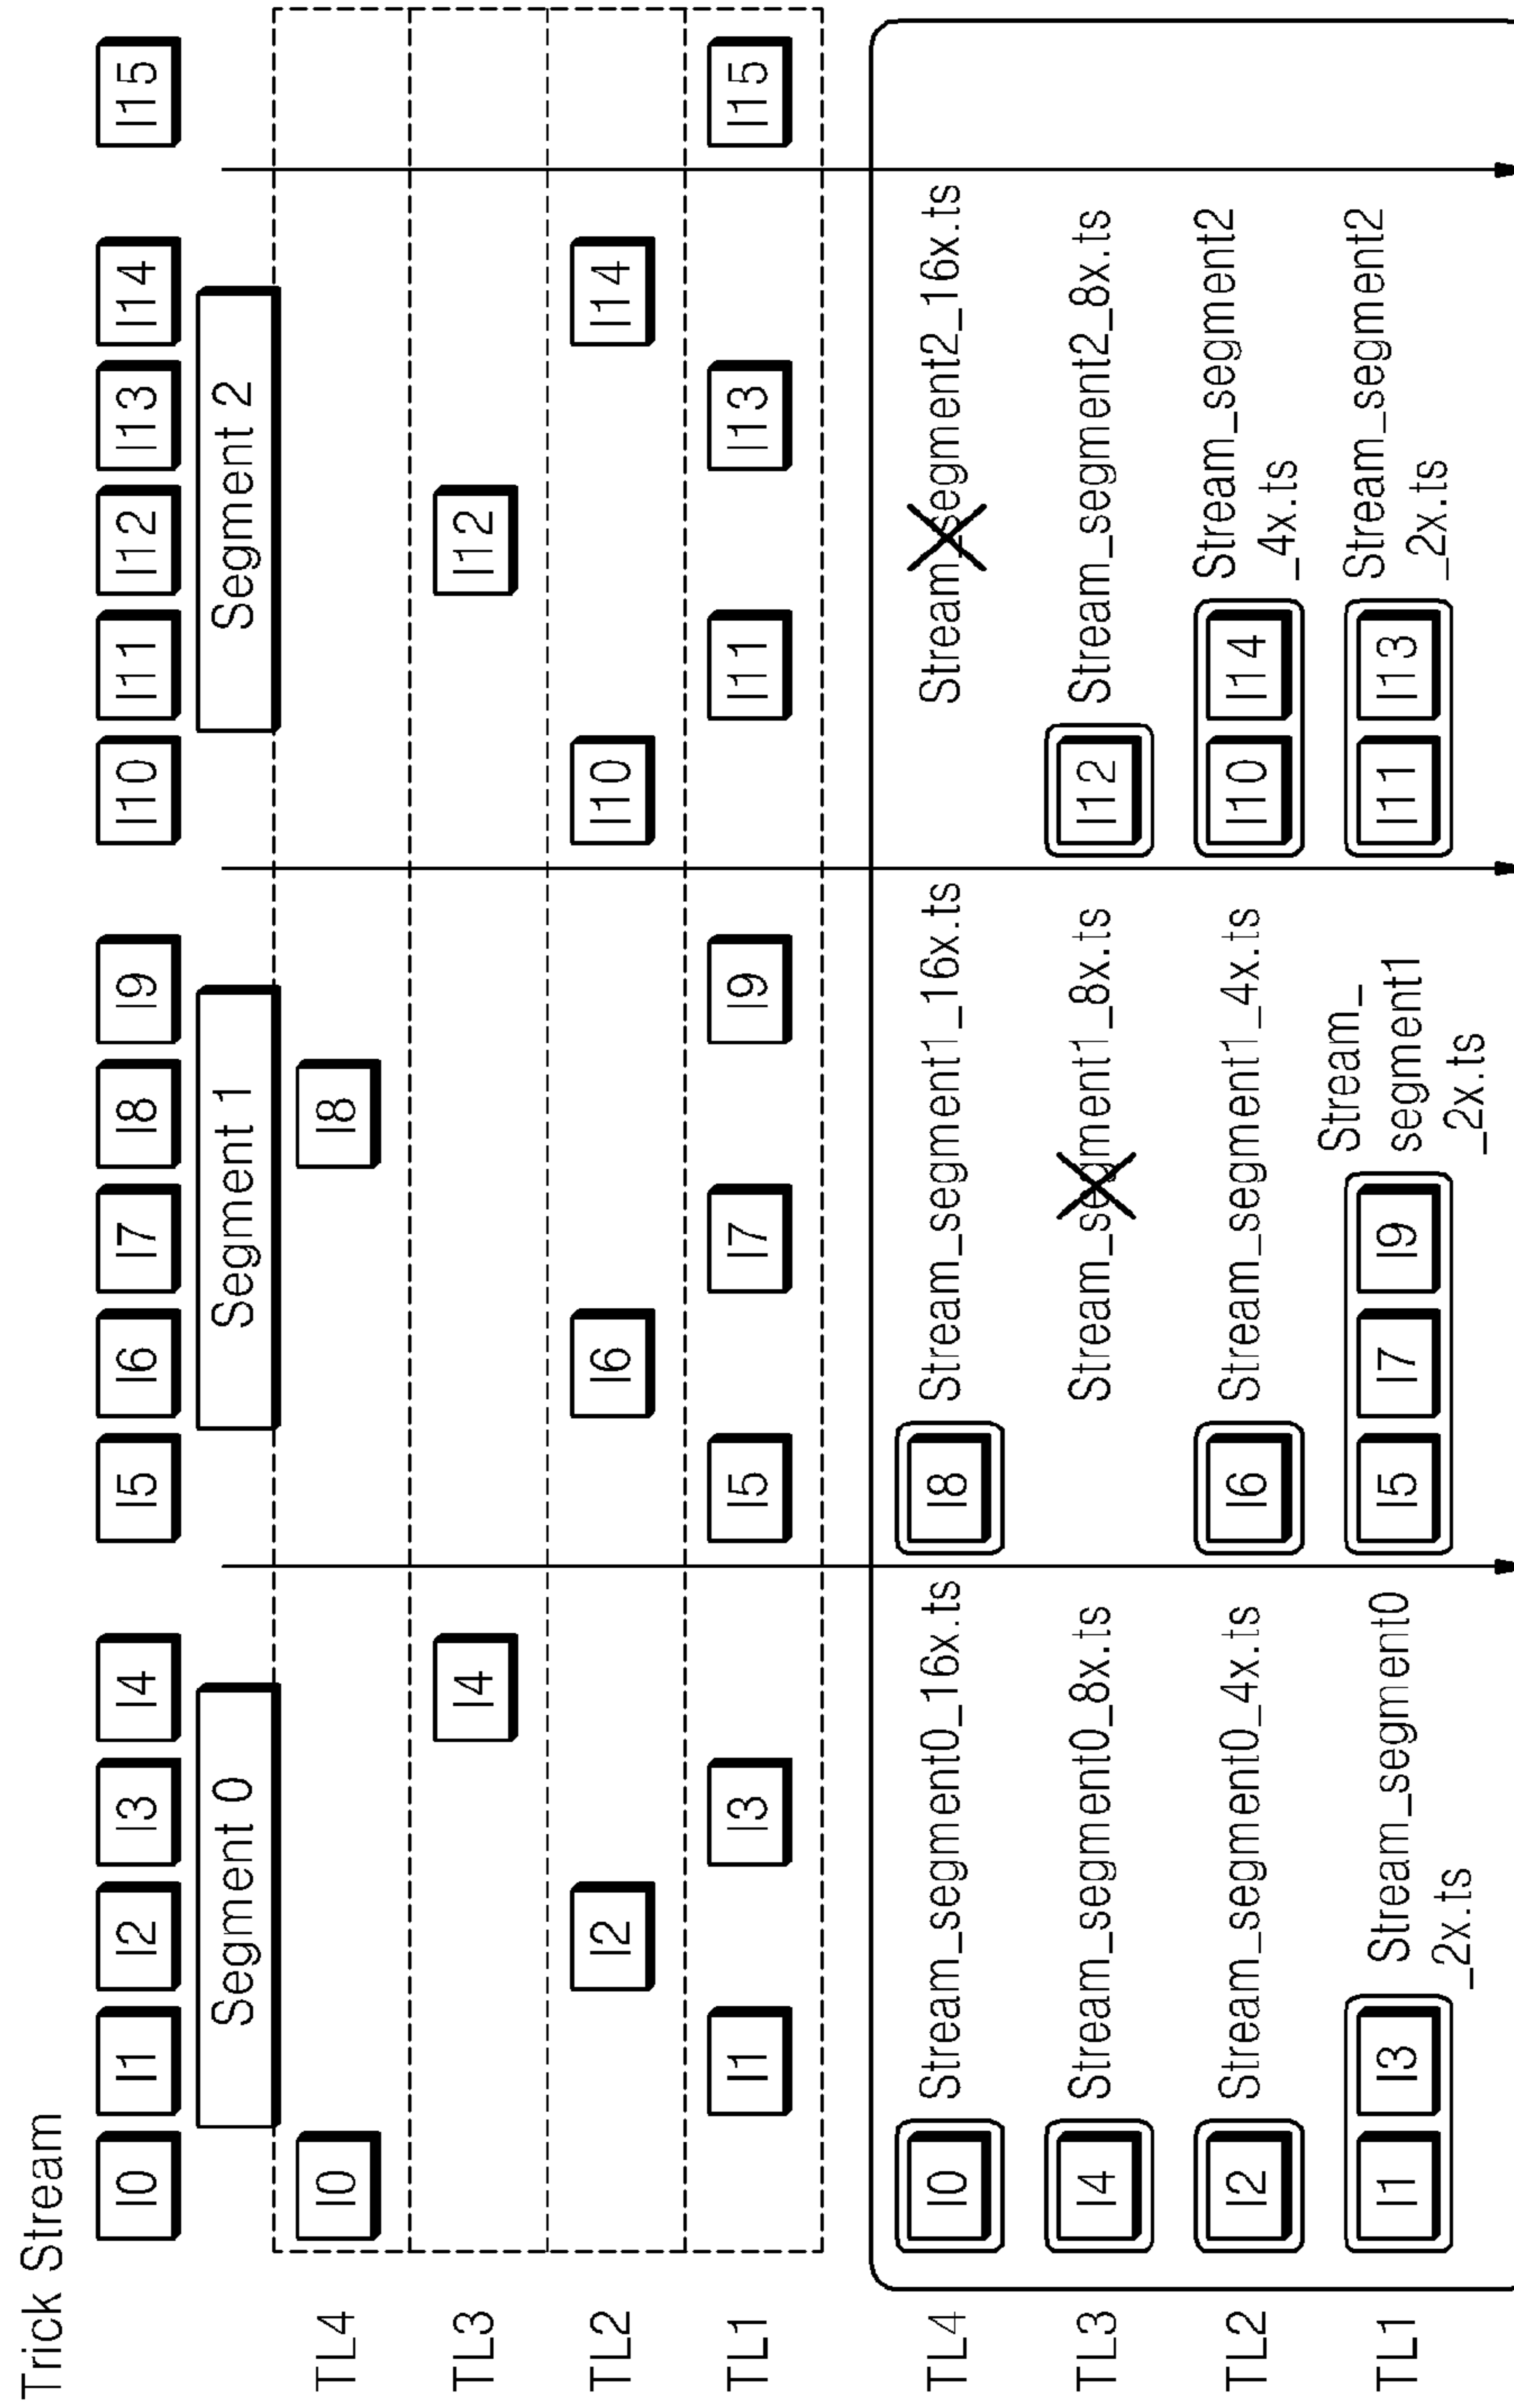 Trick Stream
I0 I1 I2 I3 I4 I5 I6 I7 I8 I9 I10 I11 I12 I13 I14 I15
Segment 0 Segment 1 Segment 2
TL4 I0 I8
TL3 I4 I12
TL2 I2 I6 I10 I14
TL1 I1 I3 I5 I7 I9 I11 I13 I15
TL4 I0 Stream_segment0_16x.ts I8 Stream_segment1_16x.ts Stream_segment2_16x.ts
TL3 I4 Stream_segment0_8x.ts Stream_segment1_8x.ts I12 Stream_segment2_8x.ts
TL2 I2 Stream_segment0_4x.ts I6 Stream_segment1_4x.ts I10 I14 Stream_segment2
_4x.ts
TL1 I1 I3 Stream_segment0
_2x.ts
I5 I7 I9 Stream_
segment1
_2x.ts
I11 I13 Stream_segment2
_2x.ts